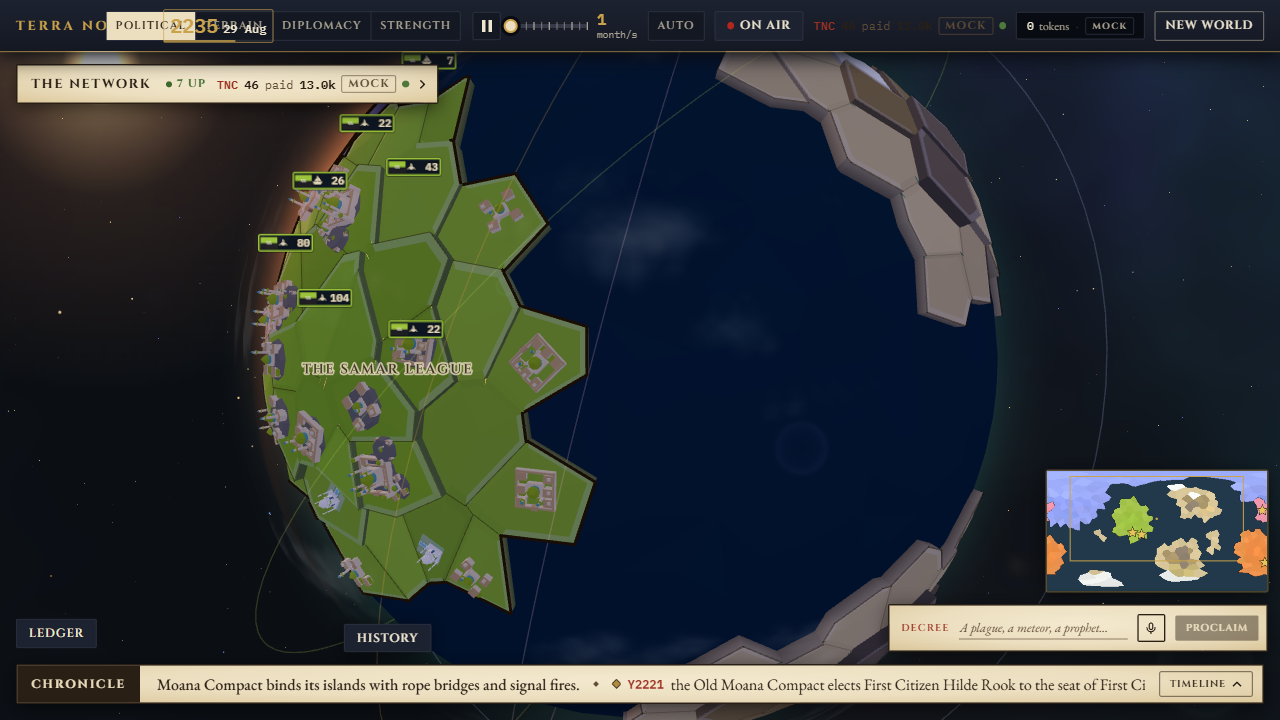 TERRA NO
POLITICAL
2235 29 Aug
DIPLOMACY
STRENGTH
1
month/s
AUTO
ON AIR
TNC
paid
MOCK
0 tokens
MOCK
NEW WORLD
THE NETWORK
7 UP
TNC 46 paid 13.0k
MOCK
7
22
43
26
80
104
22
THE SAMAR LEAGUE
LEDGER
HISTORY
DECREE
A plague, a meteor, a prophet...
PROCLAIM
CHRONICLE
Moana Compact binds its islands with rope bridges and signal fires.
Y2221 the Old Moana Compact elects First Citizen Hilde Rook to the seat of First Ci
TIMELINE